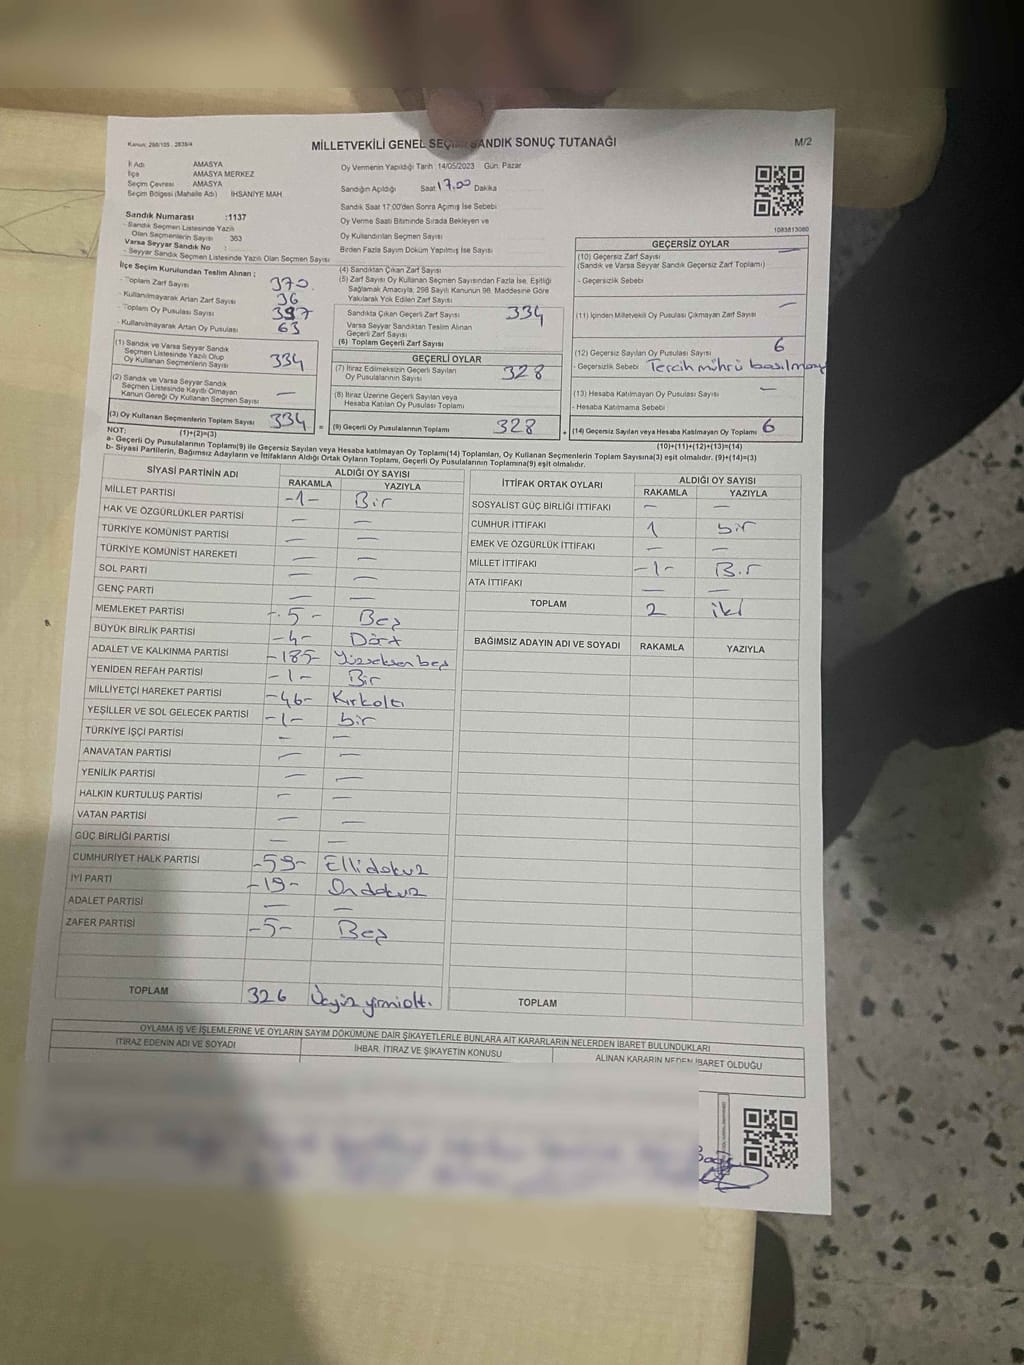 Kanun: 298/105 , 2839/4
MİLLETVEKİLİ GENEL SEÇ ANDIK SONUÇ TUTANAĞI
M/2
İl Adı AMASYA
İlçe AMASYA MERKEZ
Seçim Çevresi AMASYA
Seçim Bölgesi (Mahalle Adı) İHSANİYE MAH.
Oy Vermenin Yapıldığı Tarih 14/05/2023 Gün. Pazar
Sandığın Açıldığı Saat 17.00 Dakika
Sandık Saat 17:00'den Sonra Açımış İse Sebebi
Oy Verme Saati Bitiminde Sırada Bekleyen ve
Oy Kullandırılan Seçmen Sayısı
Birden Fazla Sayım Döküm Yapılmış İse Sayısı
1083813080
Sandık Numarası :1137
- Sandık Seçmen Listesinde Yazılı
Olan Seçmenlerin Sayısı 363
Varsa Seyyar Sandık No :
- Seyyar Sandık Seçmen Listesinde Yazılı Olan Seçmen Sayısı
İlçe Seçim Kurulundan Teslim Alınan ;
- Toplam Zarf Sayısı 370
- Kullanılmayarak Artan Zarf Sayısı 36
- Toplam Oy Pusulası Sayısı 397
- Kullanılmayarak Artan Oy Pusulası 63
(1) Sandık ve Varsa Seyyar Sandık
Seçmen Listesinde Yazılı Olup
Oy Kullanan Seçmenlerin Sayısı 334
(2) Sandık ve Varsa Seyyar Sandık
Seçmen Listesinde Kayıtlı Olmayan
Kanun Gereği Oy Kullanan Seçmen Sayısı —
(3) Oy Kullanan Seçmenlerin Toplam Sayısı 334 =
(4) Sandıktan Çıkan Zarf Sayısı
(5) Zarf Sayısı Oy Kullanan Seçmen Sayısından Fazla İse, Eşitliği
Sağlamak Amacıyla, 298 Sayılı Kanunun 98. Maddesine Göre
Yakılarak Yok Edilen Zarf Sayısı
Sandıkta Çıkan Geçerli Zarf Sayısı 334
Varsa Seyyar Sandıktan Teslim Alınan
Geçerli Zarf Sayısı
(6) Toplam Geçerli Zarf Sayısı
GEÇERLİ OYLAR
(7) İtiraz Edilmeksizin Geçerli Sayılan
Oy Pusulalarının Sayısı 328
(8) İtiraz Üzerine Geçerli Sayılan veya
Hesaba Katılan Oy Pusulası Toplamı
(9) Geçerli Oy Pusulalarının Toplamı 328 +
GEÇERSİZ OYLAR
(10) Geçersiz Zarf Sayısı —
(Sandık ve Varsa Seyyar Sandık Geçersiz Zarf Toplamı)
- Geçersizlik Sebebi
(11) İçinden Milletvekili Oy Pusulası Çıkmayan Zarf Sayısı —
(12) Geçersiz Sayılan Oy Pusulası Sayısı 6
- Geçersizlik Sebebi Tercih mührü
(13) Hesaba Katılmayan Oy Pusulası Sayısı —
- Hesaba Katılmama Sebebi
(14) Geçersiz Sayılan veya Hesaba Katılmayan Oy Toplamı 6
NOT: (1)+(2)=(3)
(10)+(11)+(12)+(13)=(14)
a- Geçerli Oy Pusulalarının Toplamı(9) ile Geçersiz Sayılan veya Hesaba katılmayan Oy Toplamı(14) Toplamları, Oy Kullanan Seçmenlerin Toplam Sayısına(3) eşit olmalıdır. (9)+(14)=(3)
b- Siyasi Partilerin, Bağımsız Adayların ve İttifakların Aldığı Ortak Oyların Toplamı, Geçerli Oy Pusulalarının Toplamına(9) eşit olmalıdır.
SİYASİ PARTİNİN ADI ALDIĞI OY SAYISI
RAKAMLA YAZIYLA
MİLLET PARTİSİ -1- Bir
HAK VE ÖZGÜRLÜKLER PARTİSİ — —
TÜRKİYE KOMÜNİST PARTİSİ — —
TÜRKİYE KOMÜNİST HAREKETİ — —
SOL PARTİ — —
GENÇ PARTİ — —
MEMLEKET PARTİSİ -5- Beş
BÜYÜK BİRLİK PARTİSİ -4- Dört
ADALET VE KALKINMA PARTİSİ -185- Yüzseksenbeş
YENİDEN REFAH PARTİSİ -1- Bir
MİLLİYETÇİ HAREKET PARTİSİ -46- Kırkaltı
YEŞİLLER VE SOL GELECEK PARTİSİ -1- bir
TÜRKİYE İŞÇİ PARTİSİ — —
ANAVATAN PARTİSİ — —
YENİLİK PARTİSİ — —
HALKIN KURTULUŞ PARTİSİ — —
VATAN PARTİSİ — —
GÜÇ BİRLİĞİ PARTİSİ — —
CUMHURİYET HALK PARTİSİ -59- Elli dokuz
İYİ PARTİ -19- On dokuz
ADALET PARTİSİ — —
ZAFER PARTİSİ -5- Beş
TOPLAM 326 Üçyüz yirmialtı
İTTİFAK ORTAK OYLARI ALDIĞI OY SAYISI
RAKAMLA YAZIYLA
SOSYALİST GÜÇ BİRLİĞİ İTTİFAKI — —
CUMHUR İTTİFAKI 1 bir
EMEK VE ÖZGÜRLÜK İTTİFAKI — —
MİLLET İTTİFAKI -1- Bir
ATA İTTİFAKI — —
TOPLAM 2 iki
BAĞIMSIZ ADAYIN ADI VE SOYADI RAKAMLA YAZIYLA
TOPLAM
OYLAMA İŞ VE İŞLEMLERİNE VE OYLARIN SAYIM DÖKÜMÜNE DAİR ŞİKAYETLERLE BUNLARA AİT KARARLARIN NELERDEN İBARET BULUNDUKLARI
İTİRAZ EDENİN ADI VE SOYADI İHBAR, İTİRAZ VE ŞİKAYETİN KONUSU ALINAN KARARIN NEDEN İBARET OLDUĞU